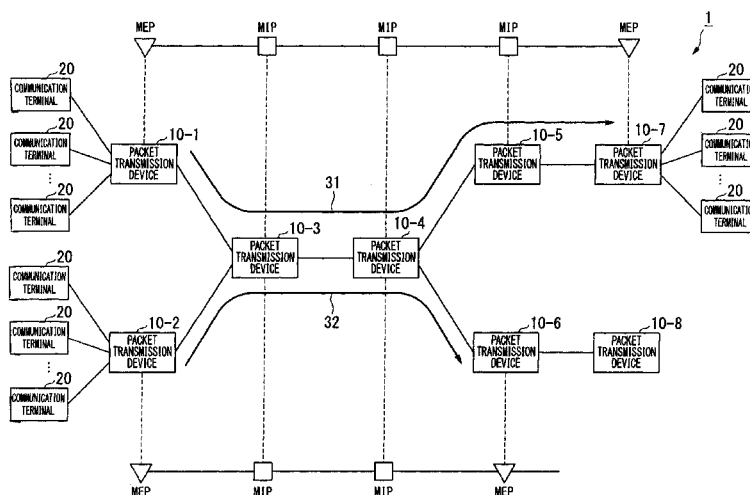 MEP
MIP
MIP
MIP
MEP
1
20
COMMUNICATION
TERMINAL
20
COMMUNICATION
TERMINAL
20
COMMUNICATION
TERMINAL
10-1
PACKET
TRANSMISSION
DEVICE
31
10-5
PACKET
TRANSMISSION
DEVICE
10-7
PACKET
TRANSMISSION
DEVICE
20
COMMUNICATION
TERMINAL
20
COMMUNICATION
TERMINAL
20
COMMUNICATION
TERMINAL
10-3
PACKET
TRANSMISSION
DEVICE
10-4
PACKET
TRANSMISSION
DEVICE
20
COMMUNICATION
TERMINAL
20
COMMUNICATION
TERMINAL
20
COMMUNICATION
TERMINAL
10-2
PACKET
TRANSMISSION
DEVICE
32
10-6
PACKET
TRANSMISSION
DEVICE
10-8
PACKET
TRANSMISSION
DEVICE
MEP
MIP
MIP
MEP